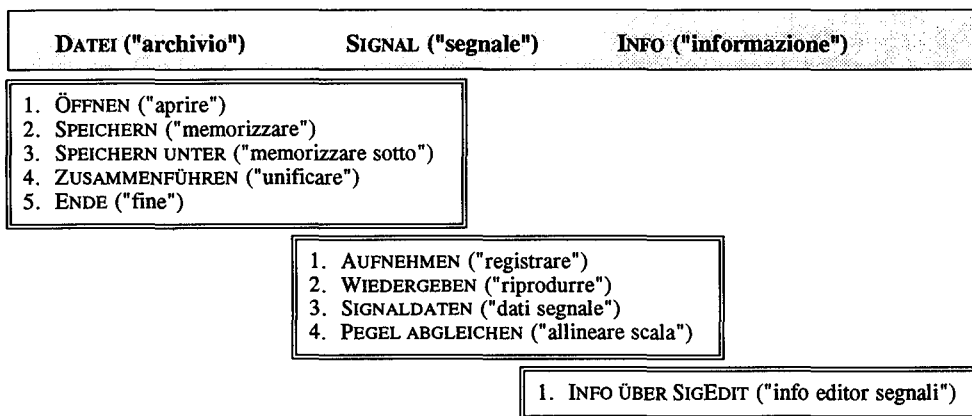 DATEI ("archivio") SIGNAL ("segnale") INFO ("informazione")
1. ÖFFNEN ("aprire")
2. SPEICHERN ("memorizzare")
3. SPEICHERN UNTER ("memorizzare sotto")
4. ZUSAMMENFÜHREN ("unificare")
5. ENDE ("fine")
1. AUFNEHMEN ("registrare")
2. WIEDERGEBEN ("riprodurre")
3. SIGNALDATEN ("dati segnale")
4. PEGEL ABGLEICHEN ("allineare scala")
1. INFO ÜBER SIGEDIT ("info editor segnali")